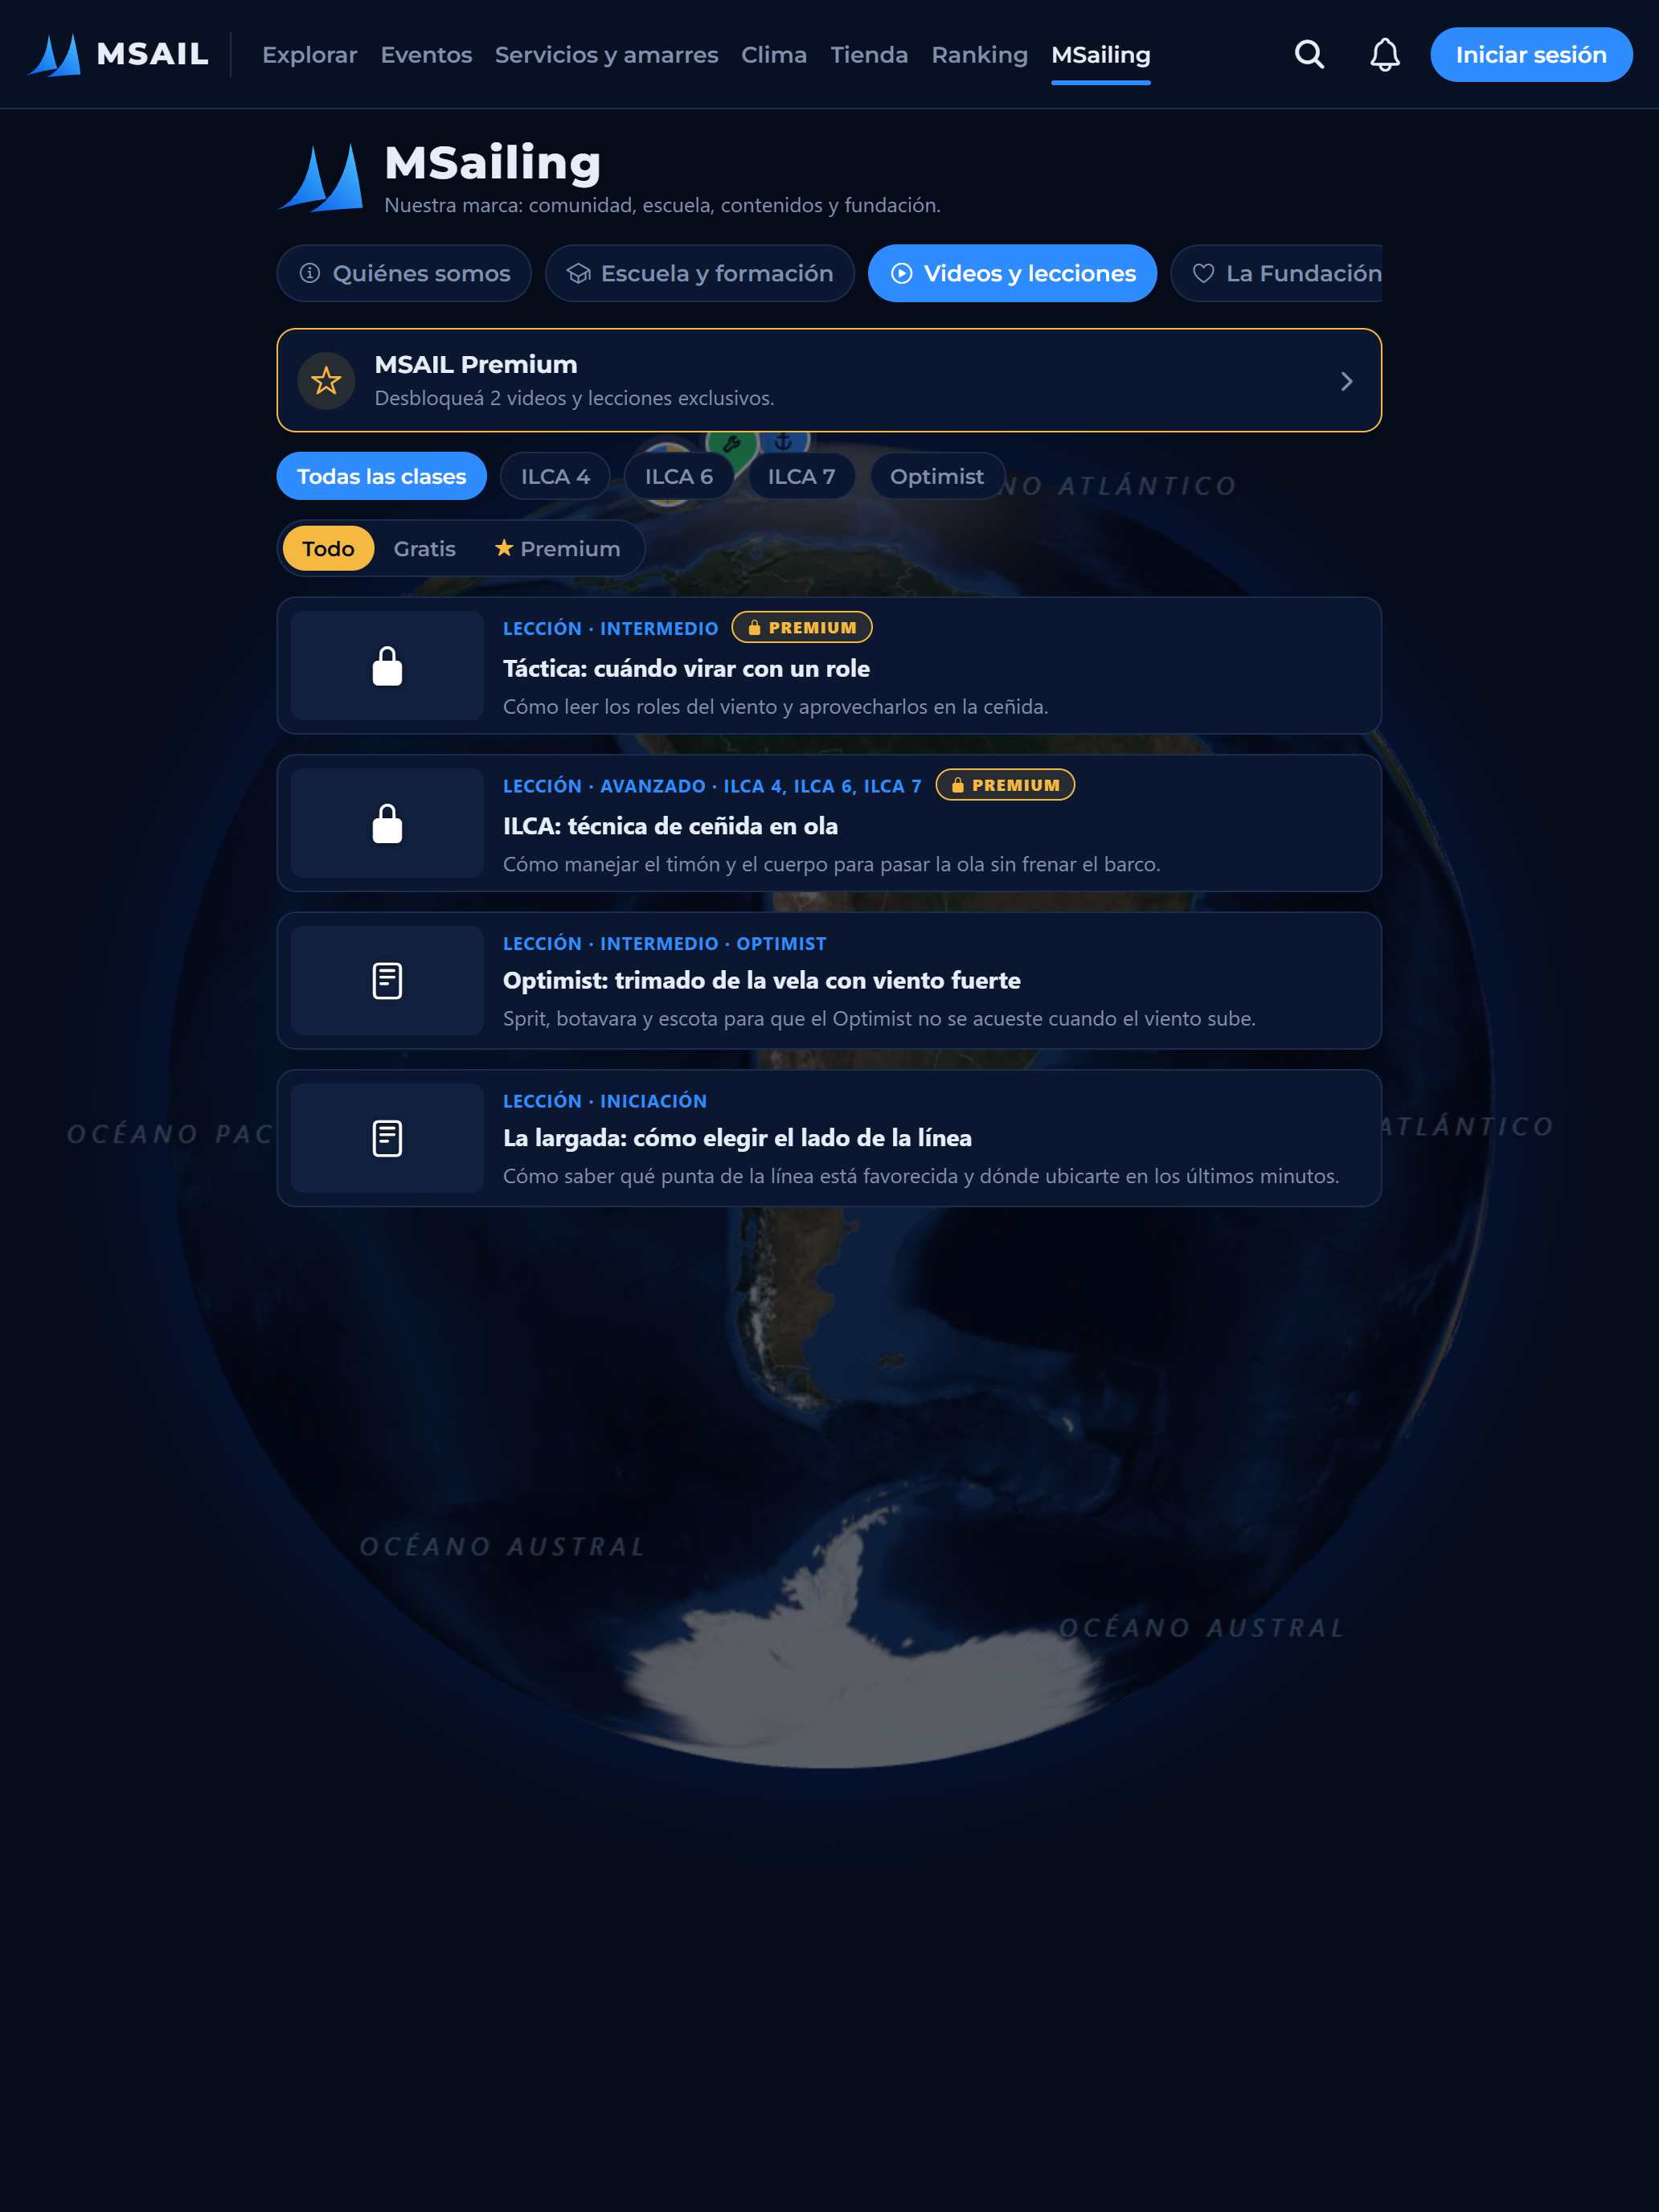 MSAIL
Explorar
Eventos
Servicios y amarres
Clima
Tienda
Ranking
MSailing
Iniciar sesión
MSailing
Nuestra marca: comunidad, escuela, contenidos y fundación.
Quiénes somos
Escuela y formación
Videos y lecciones
La Fundación
MSAIL Premium
Desbloqueá 2 videos y lecciones exclusivos.
Todas las clases
ILCA 4
ILCA 6
ILCA 7
Optimist
NO ATLÁNTICO
Todo
Gratis
Premium
LECCIÓN · INTERMEDIO
PREMIUM
Táctica: cuándo virar con un role
Cómo leer los roles del viento y aprovecharlos en la ceñida.
LECCIÓN · AVANZADO · ILCA 4, ILCA 6, ILCA 7
PREMIUM
ILCA: técnica de ceñida en ola
Cómo manejar el timón y el cuerpo para pasar la ola sin frenar el barco.
LECCIÓN · INTERMEDIO · OPTIMIST
Optimist: trimado de la vela con viento fuerte
Sprit, botavara y escota para que el Optimist no se acueste cuando el viento sube.
LECCIÓN · INICIACIÓN
La largada: cómo elegir el lado de la línea
Cómo saber qué punta de la línea está favorecida y dónde ubicarte en los últimos minutos.
OCÉANO PAC
ATLÁNTICO
OCÉANO AUSTRAL
OCÉANO AUSTRAL